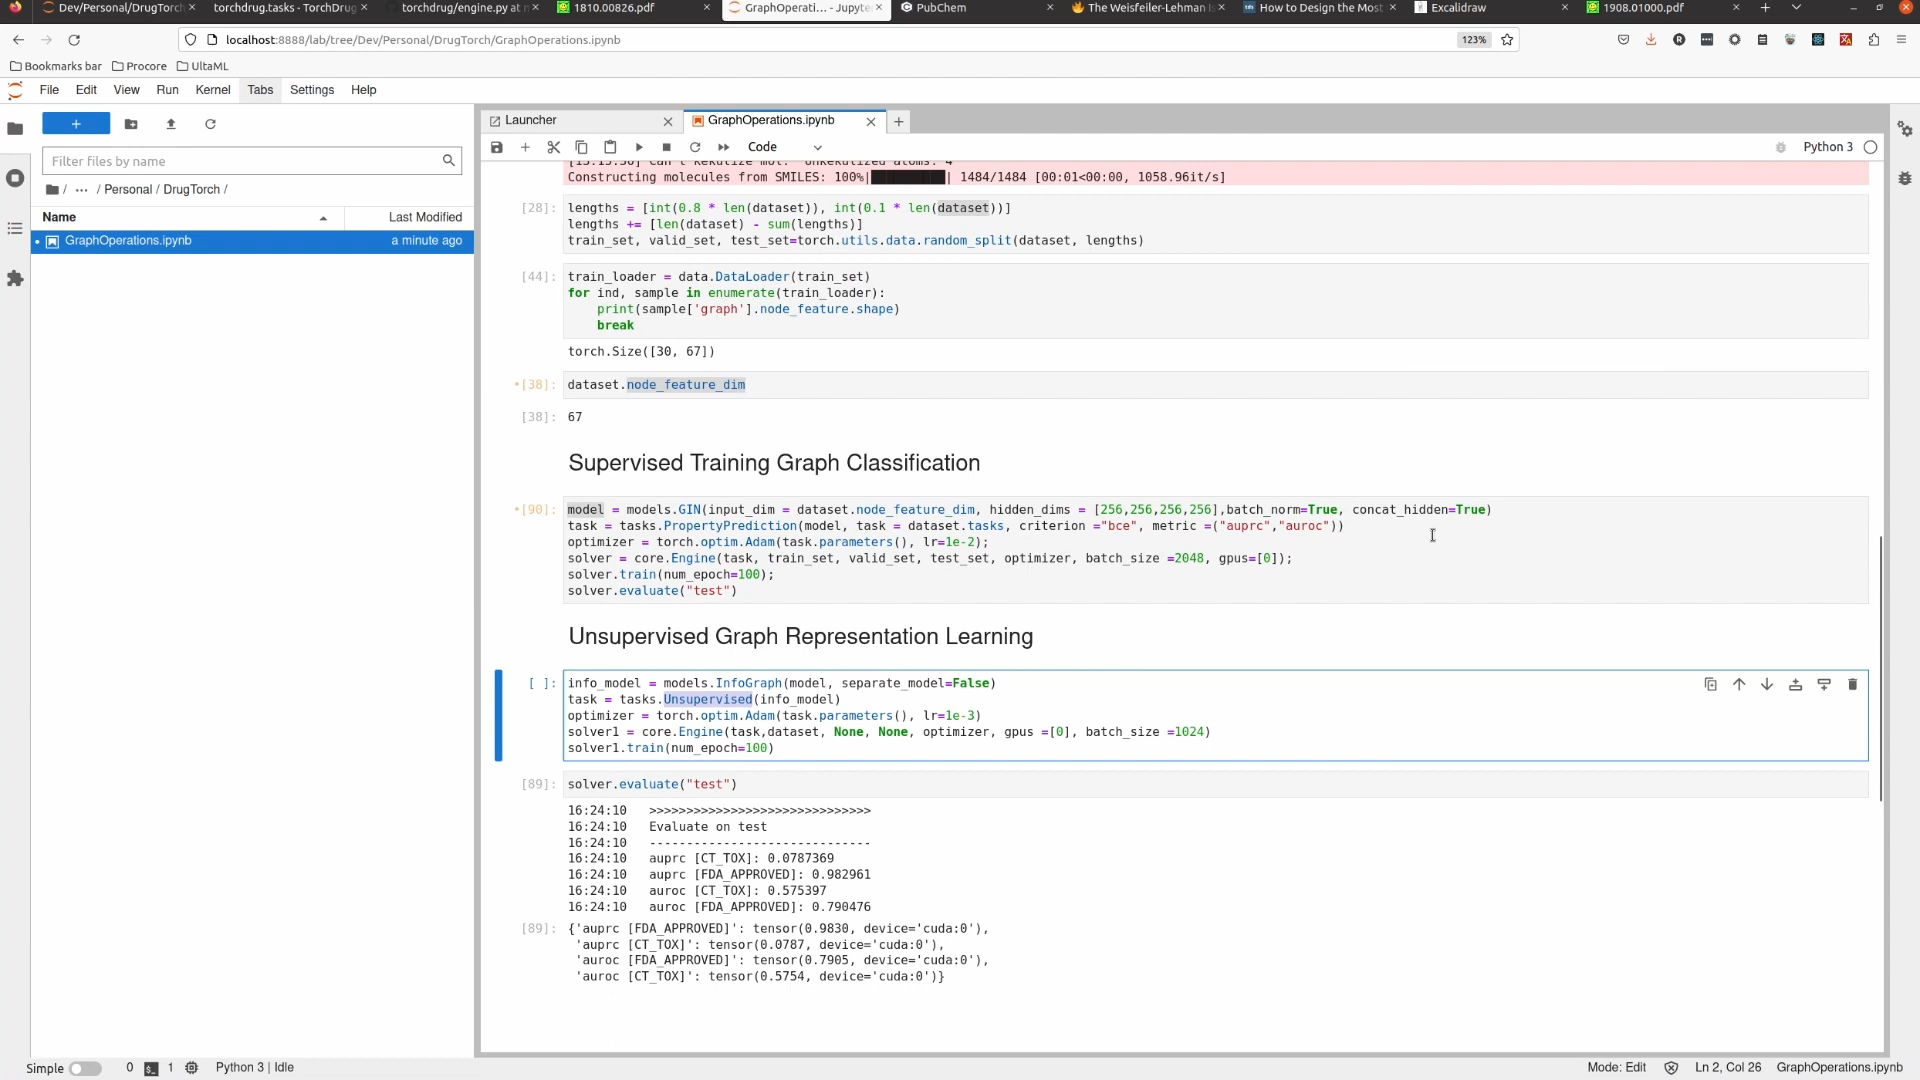 Dev/Personal/DrugTorch
torchdrug.tasks - TorchDrug
torchdrug/engine.py at
1810.00826.pdf
GraphOperati… - Jupyte
PubChem
The Weisfeiler-Lehman Is
How to Design the Most
Excalidraw
1908.01000.pdf
localhost:8888/lab/tree/Dev/Personal/DrugTorch/GraphOperations.ipynb
123%
Bookmarks bar
Procore
UltaML
File Edit View Run Kernel Tabs Settings Help
Launcher
GraphOperations.ipynb
Code
Python 3
Filter files by name
/ ··· / Personal / DrugTorch /
Name
Last Modified
GraphOperations.ipynb
a minute ago
Constructing molecules from SMILES: 100%|██████████| 1484/1484 [00:01<00:00, 1058.96it/s]
[28]: lengths = [int(0.8 * len(dataset)), int(0.1 * len(dataset))]
lengths += [len(dataset) - sum(lengths)]
train_set, valid_set, test_set=torch.utils.data.random_split(dataset, lengths)
[44]: train_loader = data.DataLoader(train_set)
for ind, sample in enumerate(train_loader):
    print(sample['graph'].node_feature.shape)
    break
torch.Size([30, 67])
•[38]: dataset.node_feature_dim
[38]: 67
Supervised Training Graph Classification
•[90]: model = models.GIN(input_dim = dataset.node_feature_dim, hidden_dims = [256,256,256,256],batch_norm=True, concat_hidden=True)
task = tasks.PropertyPrediction(model, task = dataset.tasks, criterion ="bce", metric =("auprc","auroc"))
optimizer = torch.optim.Adam(task.parameters(), lr=1e-2);
solver = core.Engine(task, train_set, valid_set, test_set, optimizer, batch_size =2048, gpus=[0]);
solver.train(num_epoch=100);
solver.evaluate("test")
Unsupervised Graph Representation Learning
[ ]: info_model = models.InfoGraph(model, separate_model=False)
task = tasks.Unsupervised(info_model)
optimizer = torch.optim.Adam(task.parameters(), lr=1e-3)
solver1 = core.Engine(task,dataset, None, None, optimizer, gpus =[0], batch_size =1024)
solver1.train(num_epoch=100)
[89]: solver.evaluate("test")
16:24:10   >>>>>>>>>>>>>>>>>>>>>>>>>>>>>>
16:24:10   Evaluate on test
16:24:10   ------------------------------
16:24:10   auprc [CT_TOX]: 0.0787369
16:24:10   auprc [FDA_APPROVED]: 0.982961
16:24:10   auroc [CT_TOX]: 0.575397
16:24:10   auroc [FDA_APPROVED]: 0.790476
[89]: {'auprc [FDA_APPROVED]': tensor(0.9830, device='cuda:0'),
 'auprc [CT_TOX]': tensor(0.0787, device='cuda:0'),
 'auroc [FDA_APPROVED]': tensor(0.7905, device='cuda:0'),
 'auroc [CT_TOX]': tensor(0.5754, device='cuda:0')}
Simple
0
1
Python 3 | Idle
Mode: Edit
Ln 2, Col 26
GraphOperations.ipynb